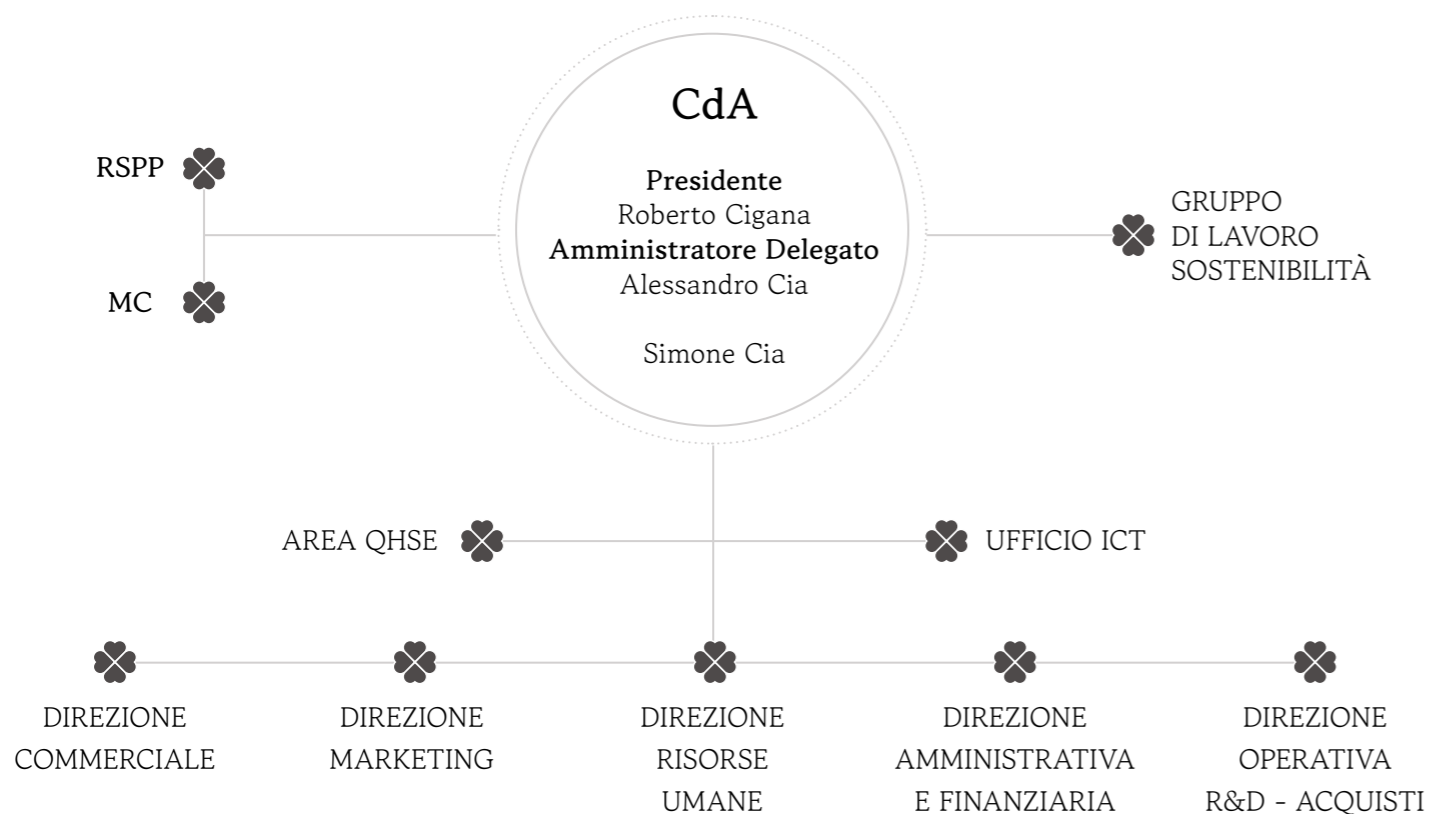 CdA
Presidente
Roberto Cigana
Amministratore Delegato
Alessandro Cia
Simone Cia
RSPP
MC
GRUPPO
DI LAVORO
SOSTENIBILITÀ
AREA QHSE
UFFICIO ICT
DIREZIONE
COMMERCIALE
DIREZIONE
MARKETING
DIREZIONE
RISORSE
UMANE
DIREZIONE
AMMINISTRATIVA
E FINANZIARIA
DIREZIONE
OPERATIVA
R&D - ACQUISTI